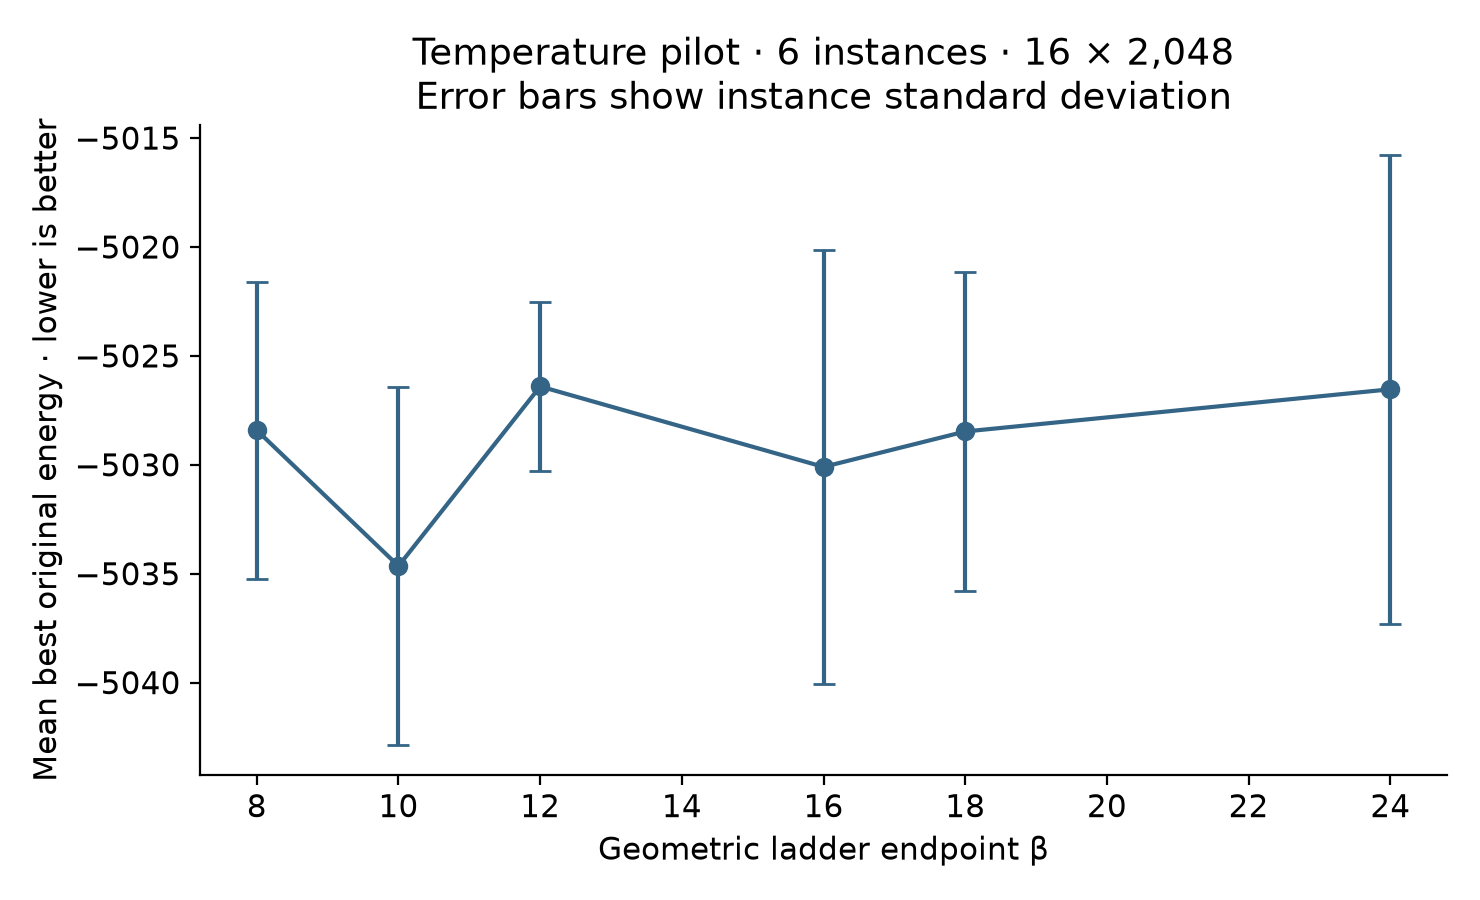 Temperature pilot · 6 instances · 16 × 2,048
Error bars show instance standard deviation
Mean best original energy · lower is better
−5015
−5020
−5025
−5030
−5035
−5040
8 10 12 14 16 18 20 22 24
Geometric ladder endpoint β